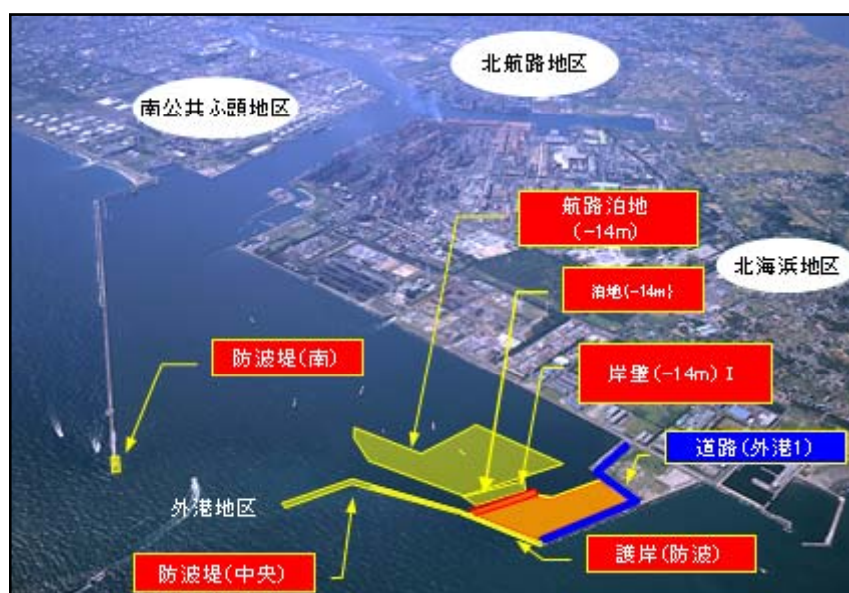 北航路地区
南公共ふ頭地区
航路泊地
(-14m)
北海浜地区
泊地(-14m)
防波堤(南)
岸壁(-14m) I
道路(外港1)
外港地区
護岸(防波)
防波堤(中央)